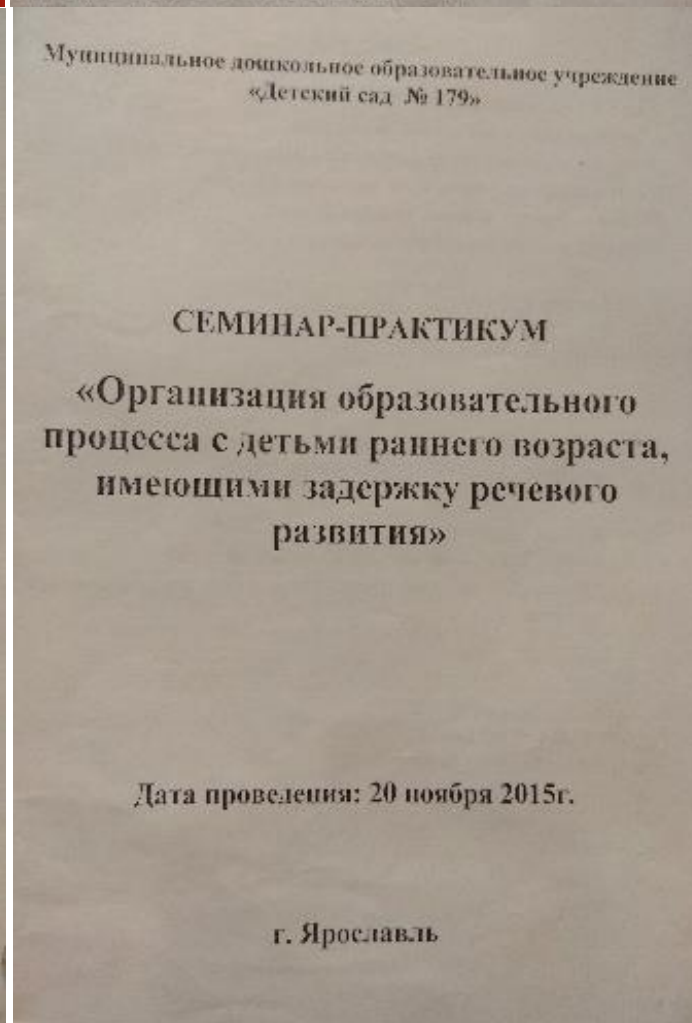 Муниципальное дошкольное образовательное учреждение
«Детский сад № 179»
СЕМИНАР-ПРАКТИКУМ
«Организация образовательного
процесса с детьми раннего возраста,
имеющими задержку речевого
развития»
Дата проведения: 20 ноября 2015г.
г. Ярославль